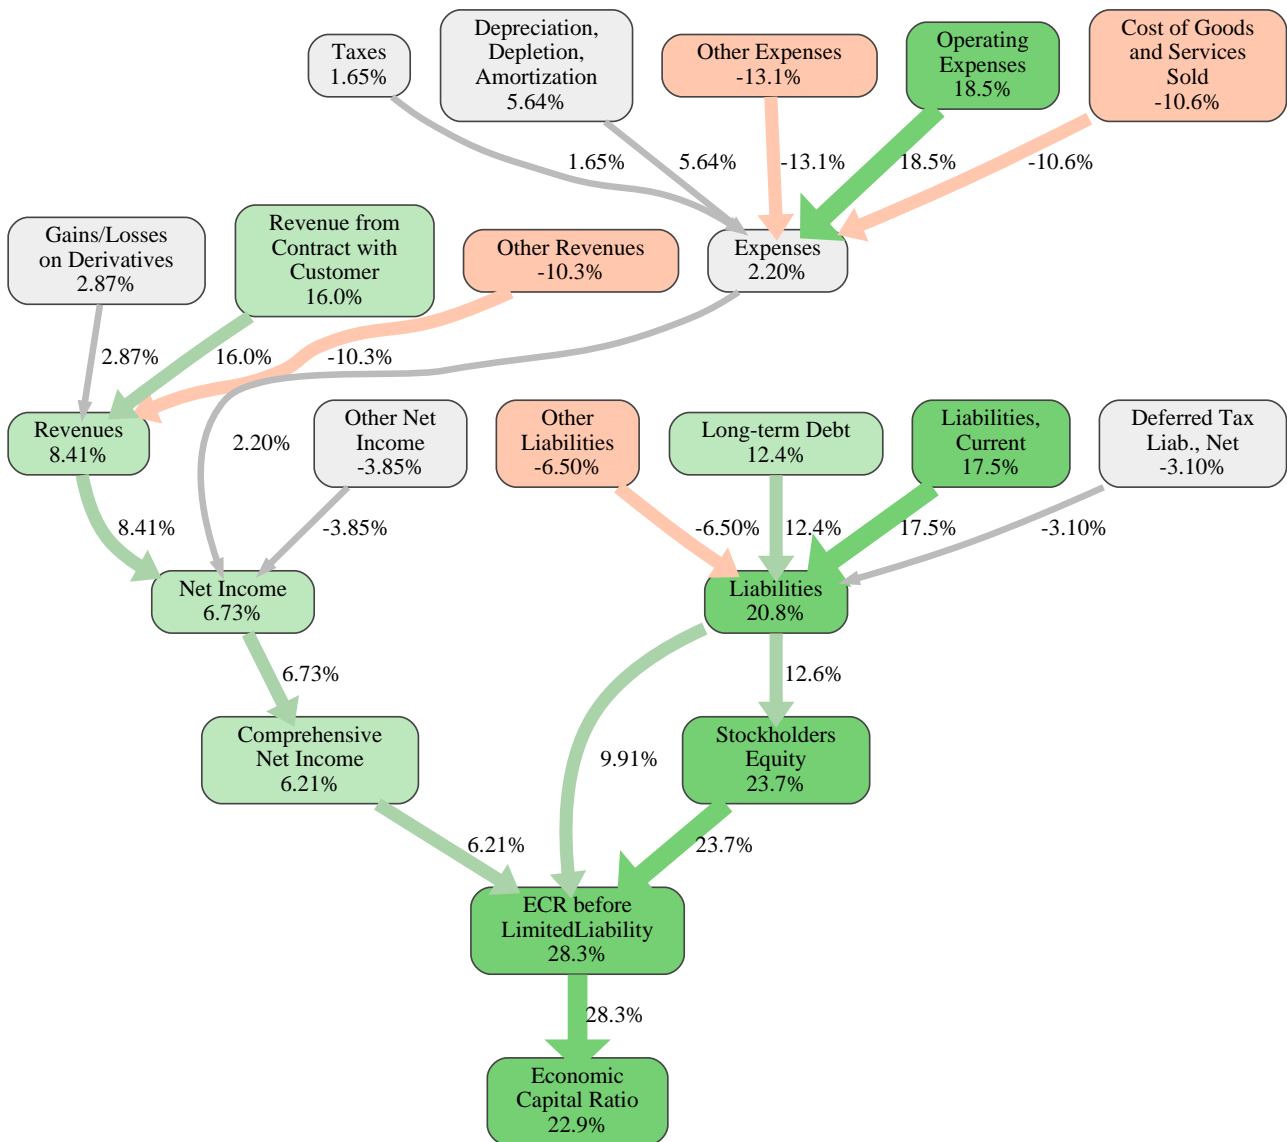 Taxes
1.65%
Depreciation,
Depletion,
Amortization
5.64%
Other Expenses
-13.1%
Operating
Expenses
18.5%
Cost of Goods
and Services
Sold
-10.6%
1.65%
5.64%
-13.1%
18.5%
-10.6%
Gains/Losses
on Derivatives
2.87%
Revenue from
Contract with
Customer
16.0%
Other Revenues
-10.3%
Expenses
2.20%
2.87%
16.0%
-10.3%
Revenues
8.41%
2.20%
Other Net
Income
-3.85%
Other
Liabilities
-6.50%
Long-term Debt
12.4%
Liabilities,
Current
17.5%
Deferred Tax
Liab., Net
-3.10%
8.41%
-3.85%
-6.50%
12.4%
17.5%
-3.10%
Net Income
6.73%
Liabilities
20.8%
6.73%
12.6%
Comprehensive
Net Income
6.21%
9.91%
Stockholders
Equity
23.7%
6.21%
23.7%
ECR before
LimitedLiability
28.3%
28.3%
Economic
Capital Ratio
22.9%